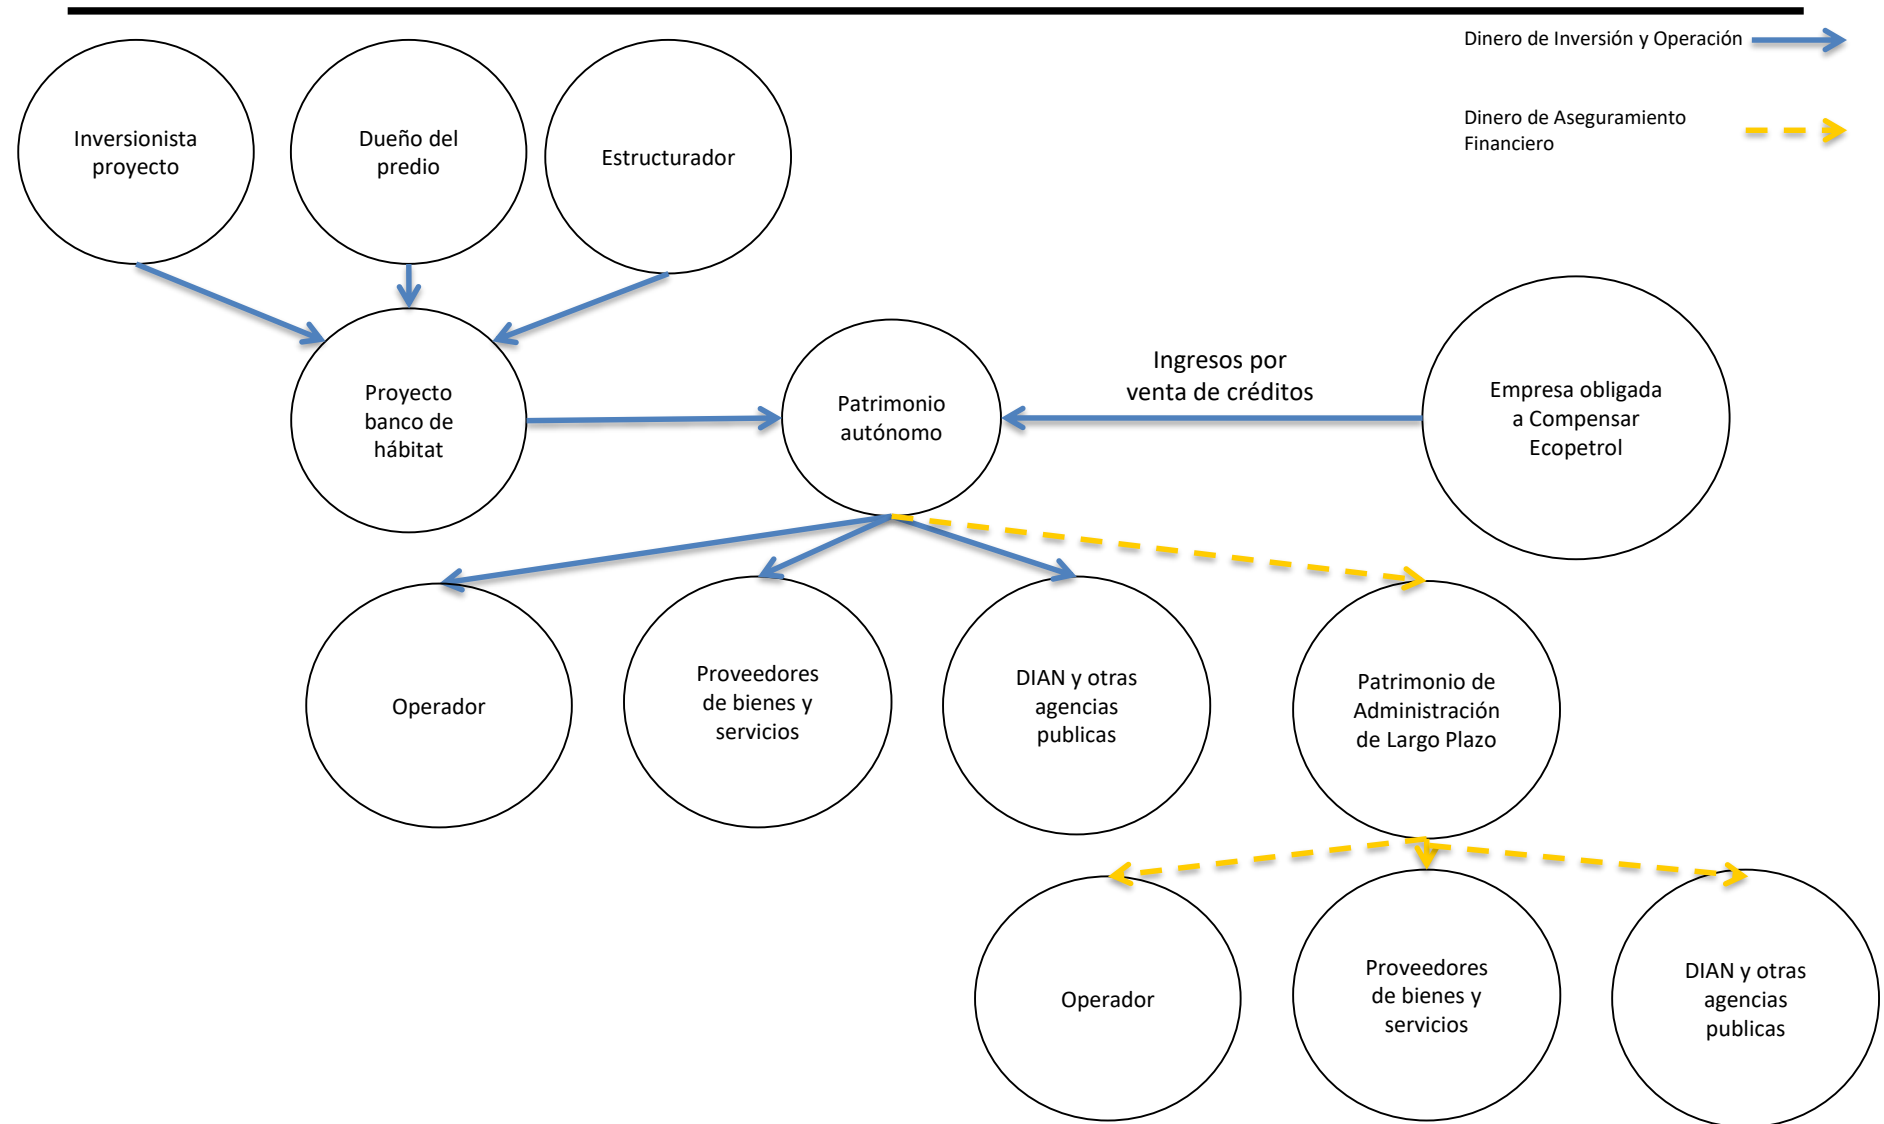 Dinero de Inversión y Operación
Dinero de Aseguramiento
Financiero
Inversionista
proyecto
Dueño del
predio
Estructurador
Proyecto
banco de
hábitat
Patrimonio
autónomo
Ingresos por
venta de créditos
Empresa obligada
a Compensar
Ecopetrol
Operador
Proveedores
de bienes y
servicios
DIAN y otras
agencias
publicas
Patrimonio de
Administración
de Largo Plazo
Operador
Proveedores
de bienes y
servicios
DIAN y otras
agencias
publicas